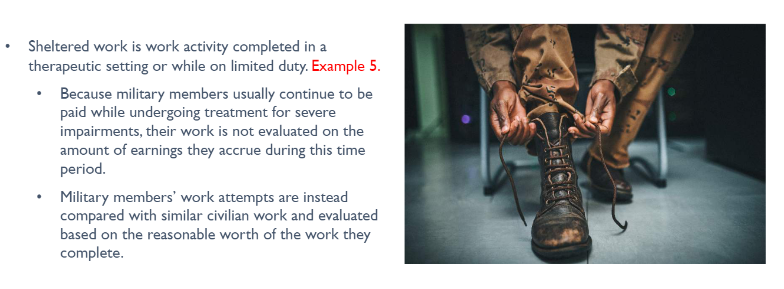 • Sheltered work is work activity completed in a
therapeutic setting or while on limited duty. Example 5.
• Because military members usually continue to be
paid while undergoing treatment for severe
impairments, their work is not evaluated on the
amount of earnings they accrue during this time
period.
• Military members’ work attempts are instead
compared with similar civilian work and evaluated
based on the reasonable worth of the work they
complete.